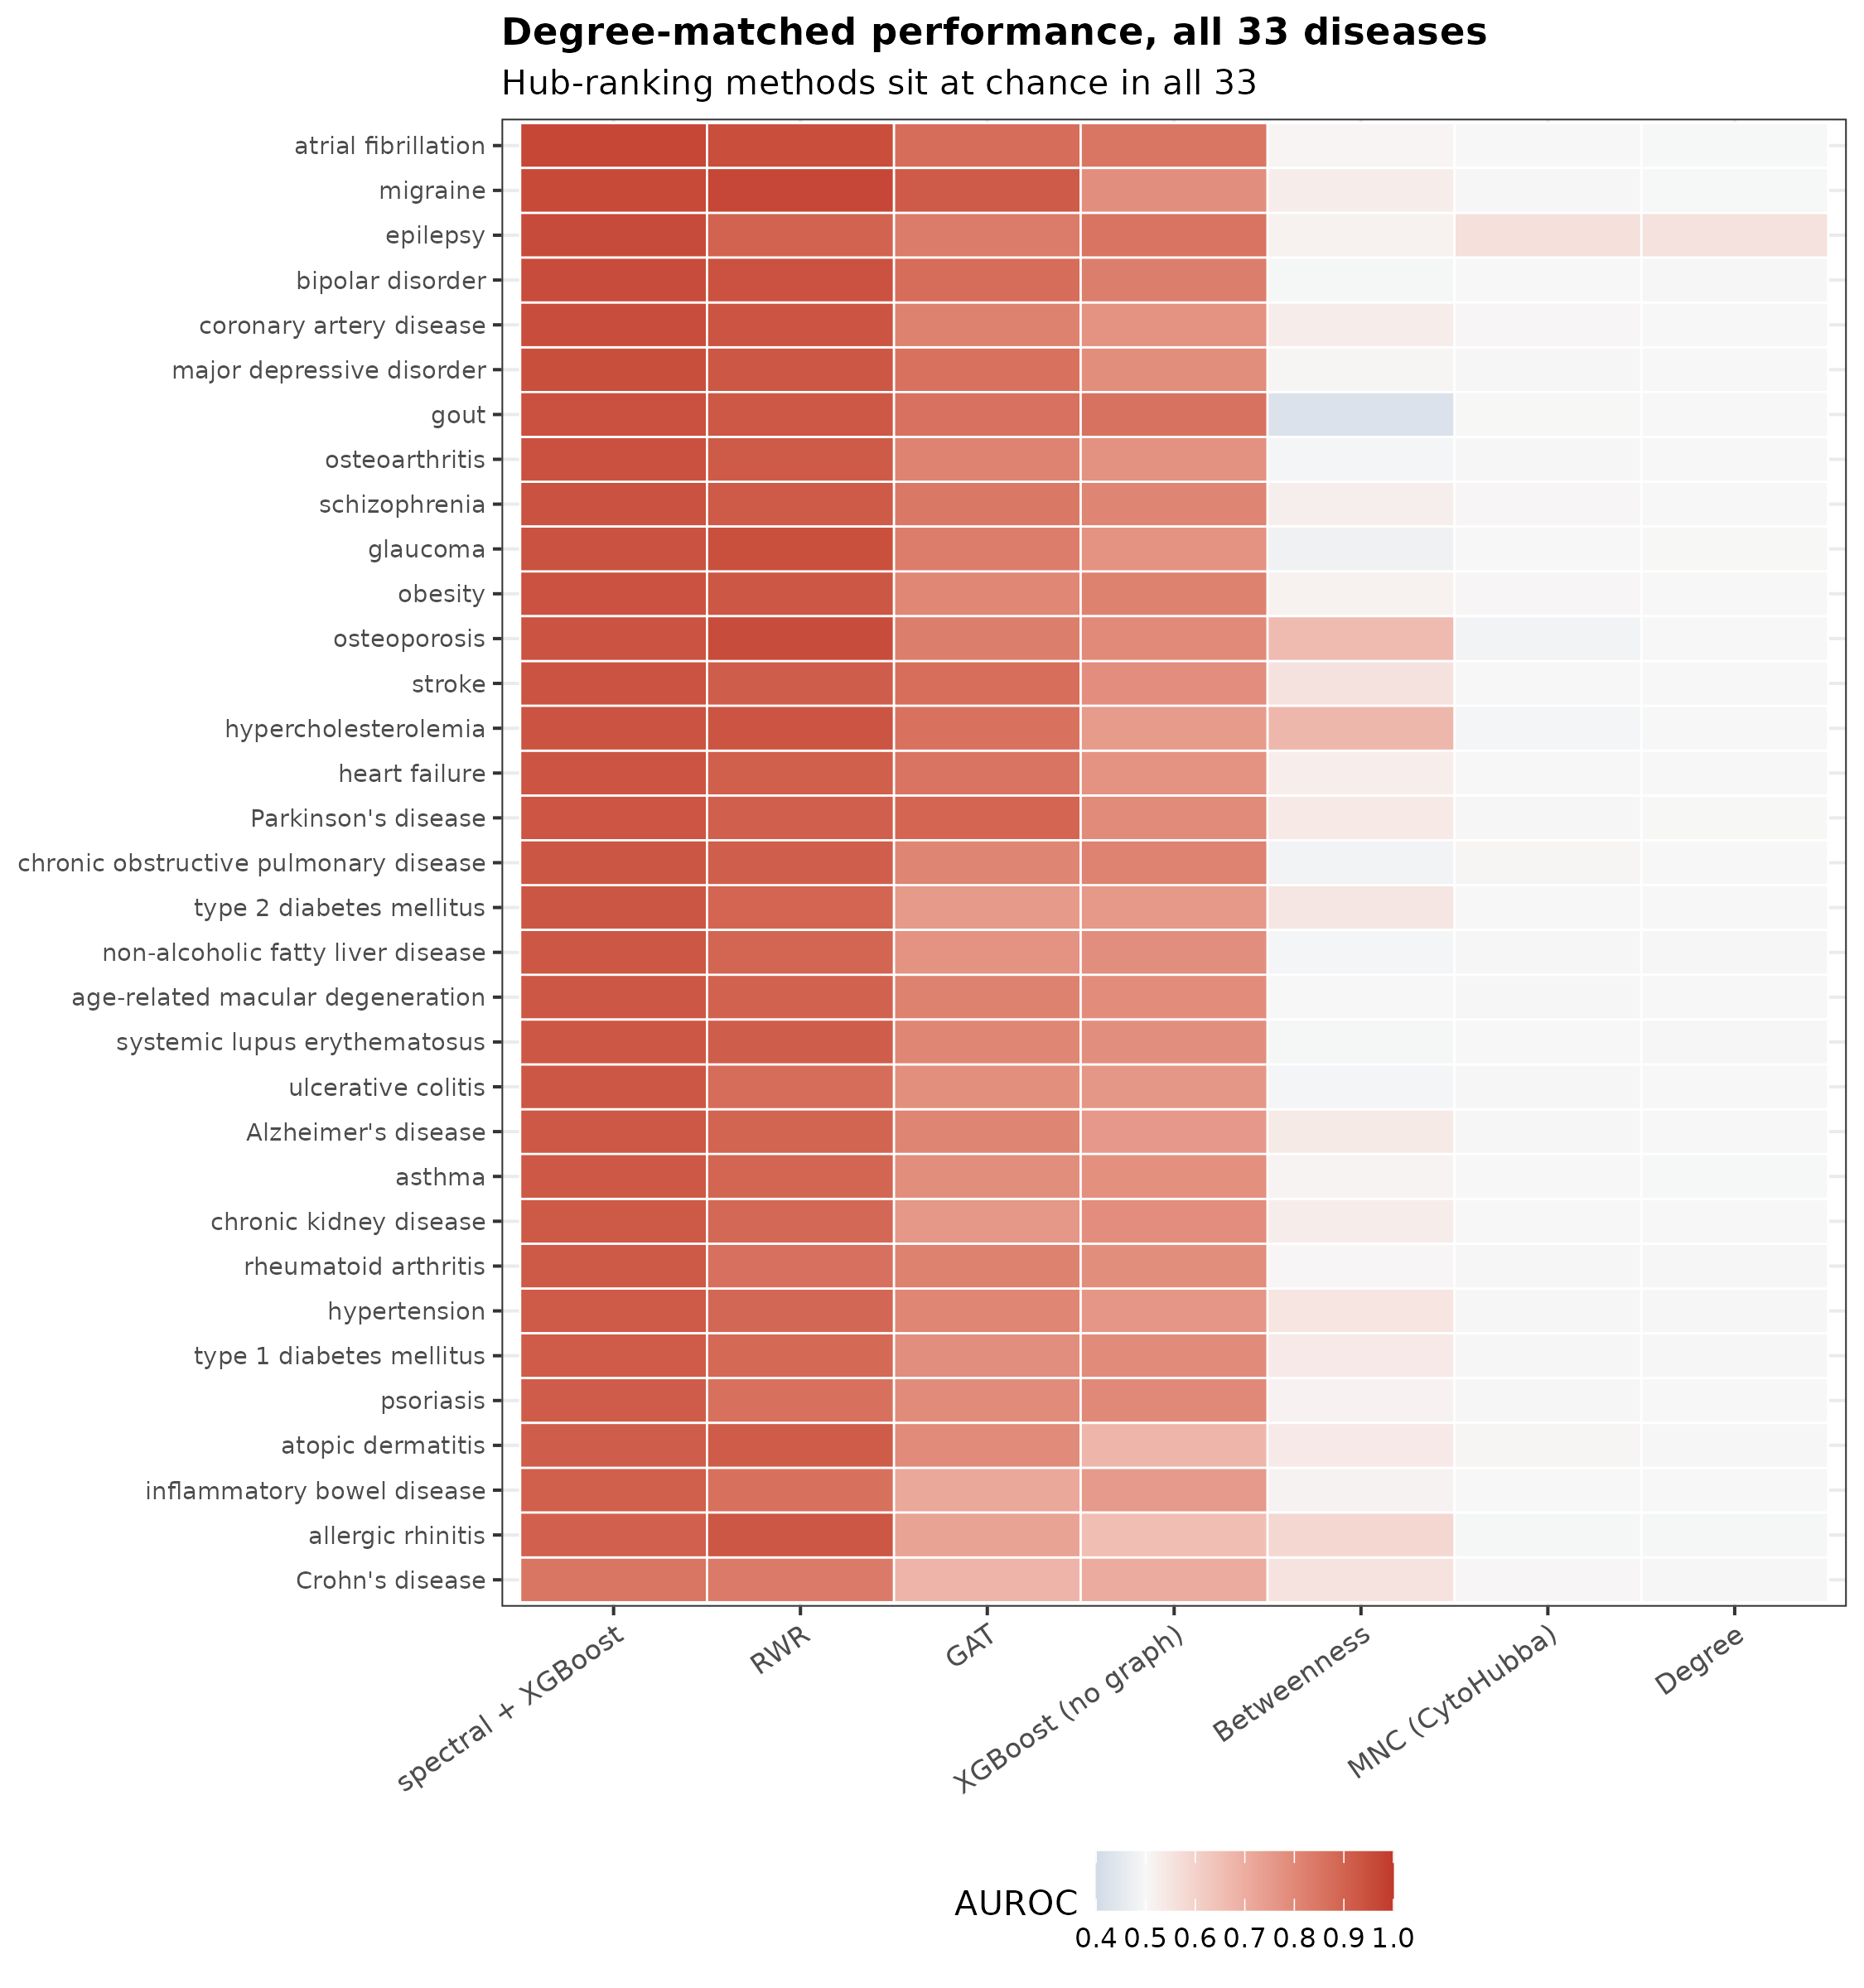 Degree-matched performance, all 33 diseases
Hub-ranking methods sit at chance in all 33
atrial fibrillation
migraine
epilepsy
bipolar disorder
coronary artery disease
major depressive disorder
gout
osteoarthritis
schizophrenia
glaucoma
obesity
osteoporosis
stroke
hypercholesterolemia
heart failure
Parkinson's disease
chronic obstructive pulmonary disease
type 2 diabetes mellitus
non-alcoholic fatty liver disease
age-related macular degeneration
systemic lupus erythematosus
ulcerative colitis
Alzheimer's disease
asthma
chronic kidney disease
rheumatoid arthritis
hypertension
type 1 diabetes mellitus
psoriasis
atopic dermatitis
inflammatory bowel disease
allergic rhinitis
Crohn's disease
spectral + XGBoost
RWR
GAT
XGBoost (no graph)
Betweenness
MNC (CytoHubba)
Degree
AUROC
0.4 0.5 0.6 0.7 0.8 0.9 1.0